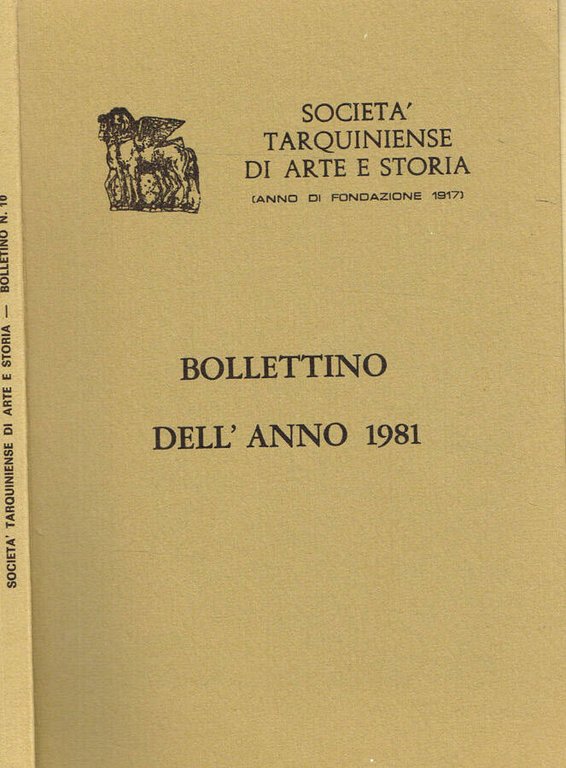 SOCIETA' TARQUINIENSE DI ARTE E STORIA — BOLLETINO N. 10
SOCIETA'
TARQUINIENSE
DI ARTE E STORIA
(ANNO DI FONDAZIONE 1917)
BOLLETTINO
DELL' ANNO 1981